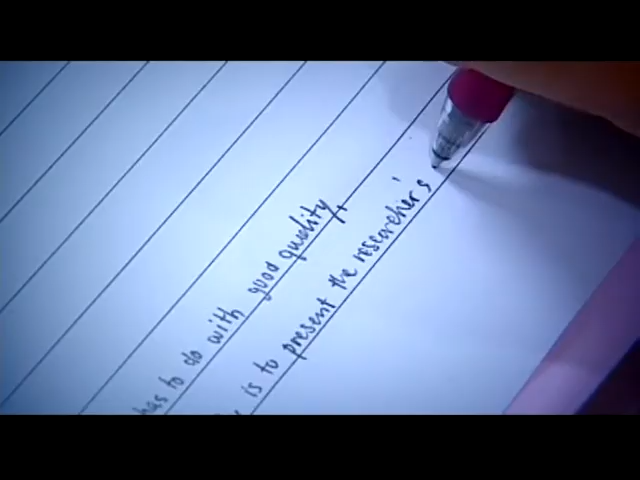 has to do with good quality.
is to present the researcher's